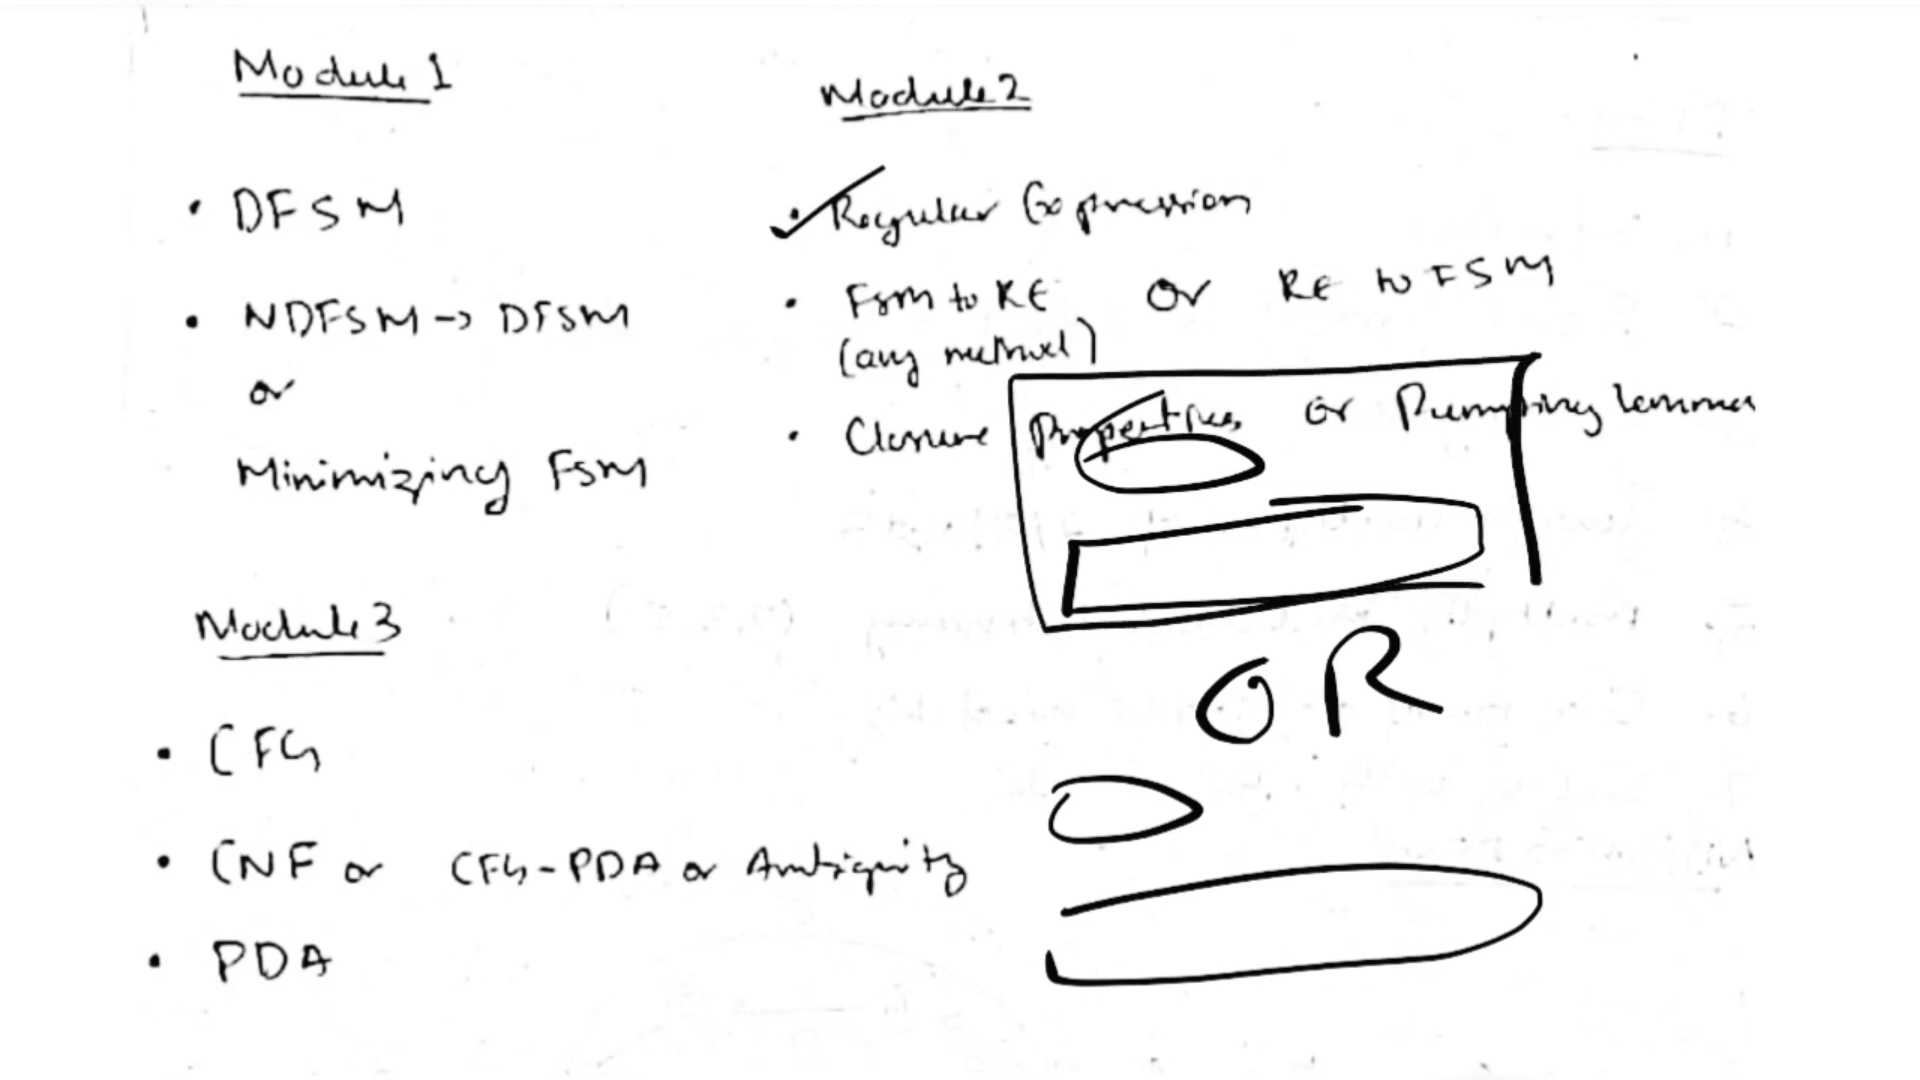 Module 1
• DFSM
• NDFSM -> DFSM
or
Minimizing FSM
Module 2
• Regular Expression
• FSM to RE or RE to FSM
(any method)
• Closure Properties or Pumping lemma
OR
Module 3
• CFG
• CNF or CFG-PDA or Ambiguity
• PDA